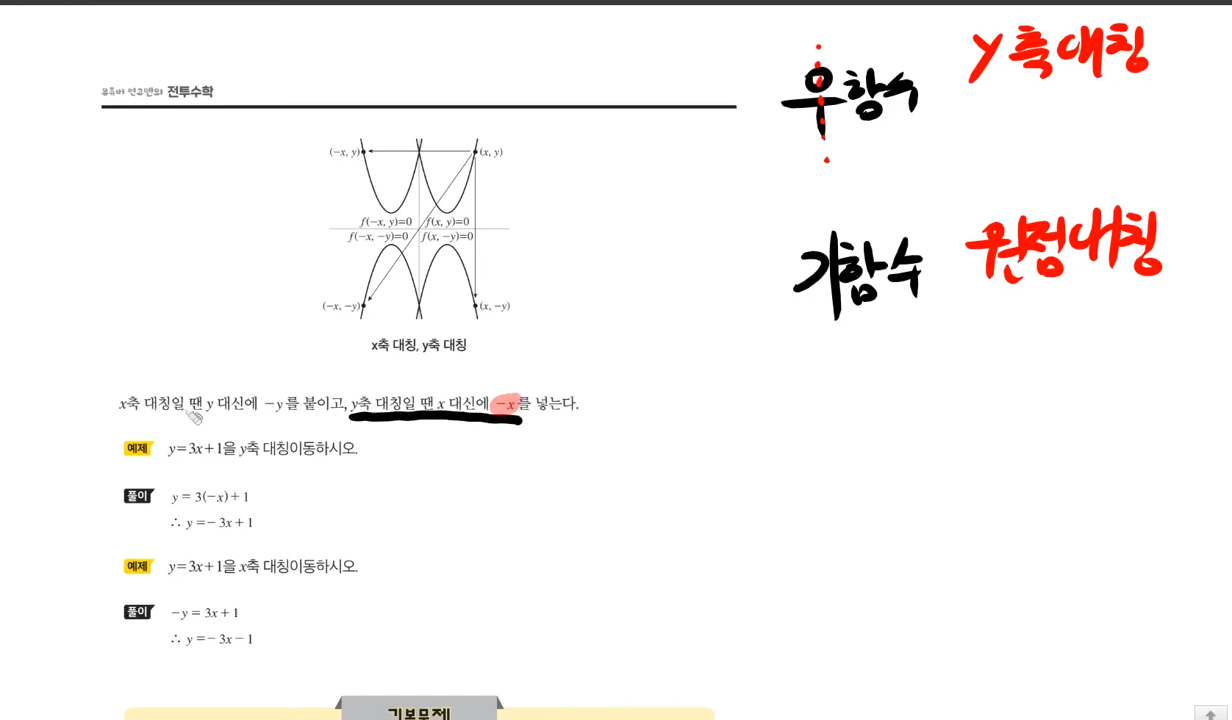 유튜버 연고맨의 전투수학
(−x, y)
(x, y)
f(−x, y)=0
f(x, y)=0
f(−x, −y)=0
f(x, −y)=0
(−x, −y)
(x, −y)
x축 대칭, y축 대칭
x축 대칭일 땐 y 대신에 −y 를 붙이고, y축 대칭일 땐 x 대신에 −x 를 넣는다.
예제 y=3x+1을 y축 대칭이동하시오.
풀이 y = 3(−x) + 1
∴ y =− 3x + 1
예제 y=3x+1을 x축 대칭이동하시오.
풀이 −y = 3x + 1
∴ y =− 3x − 1
기본문제
우함수 y축대칭
기함수 원점대칭